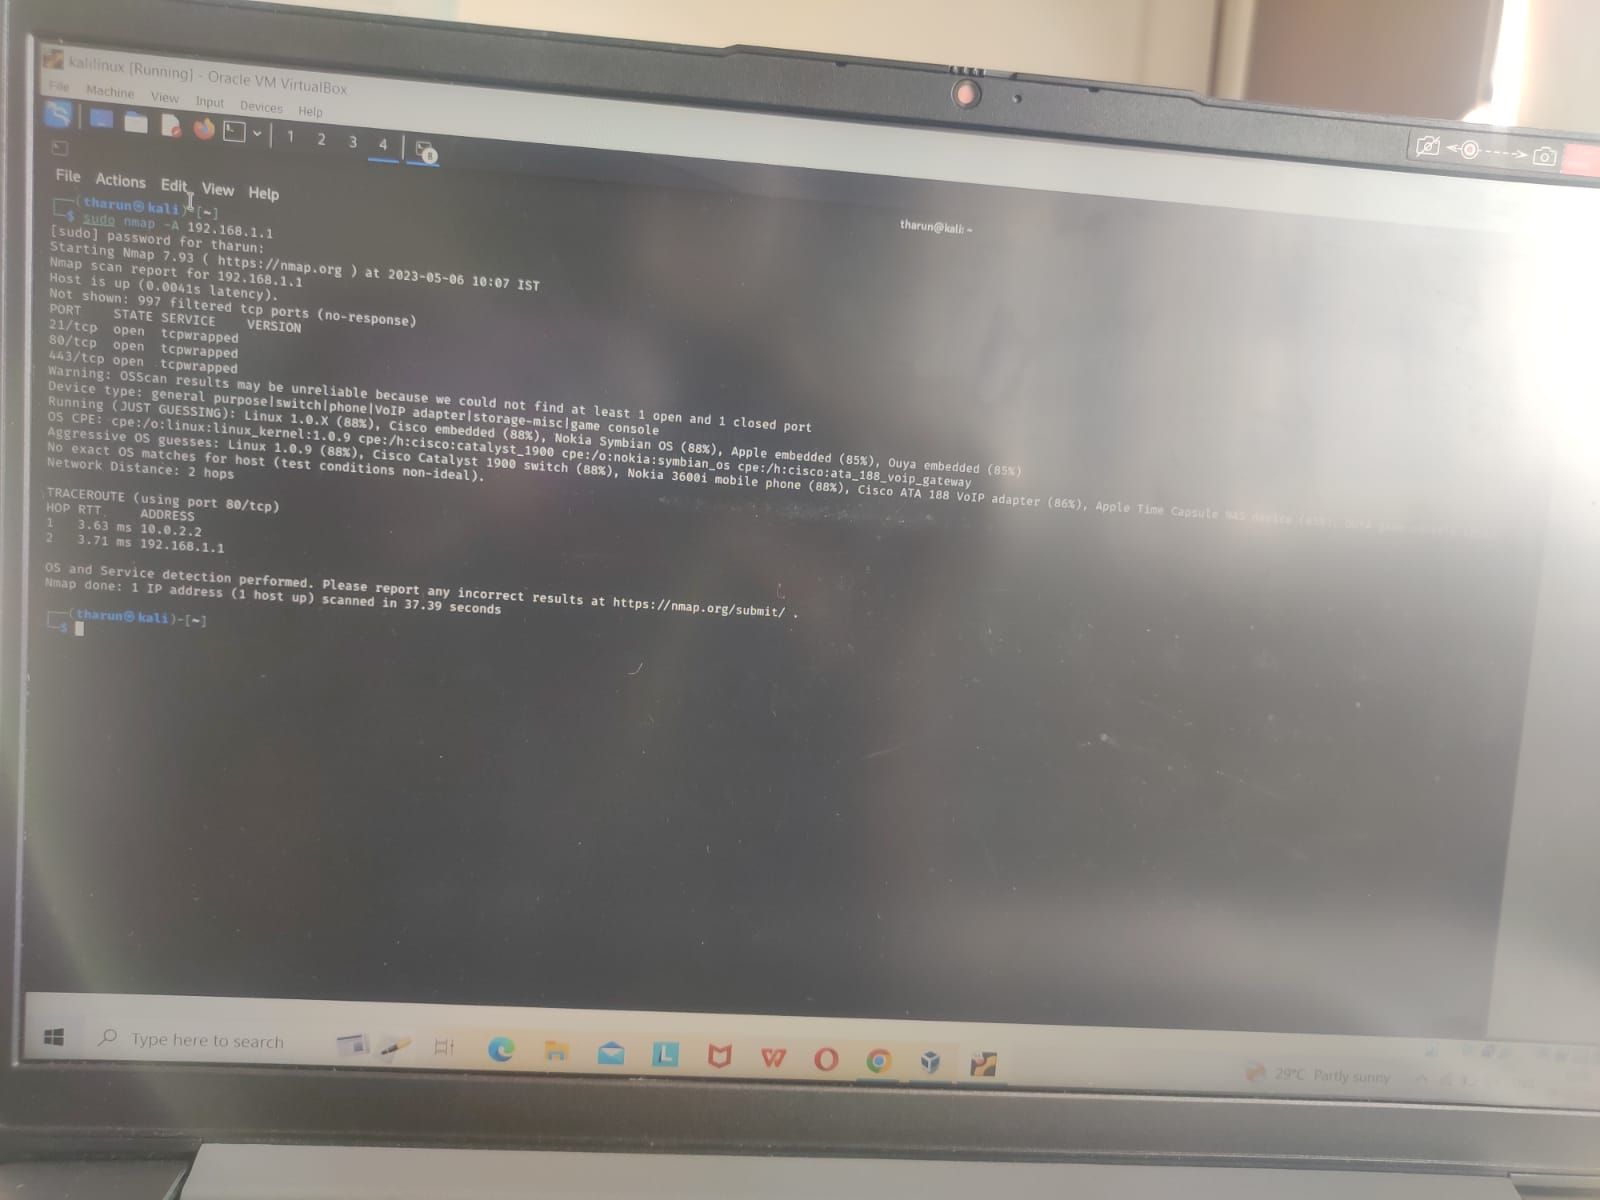 kalilinux [Running] - Oracle VM VirtualBox
File Machine View Input Devices Help
1 2 3 4 8
File Actions Edit View Help
tharun@kali: ~
┌──(tharun㉿kali)-[~]
└─$ sudo nmap -A 192.168.1.1
[sudo] password for tharun:
Starting Nmap 7.93 ( https://nmap.org ) at 2023-05-06 10:07 IST
Nmap scan report for 192.168.1.1
Host is up (0.0041s latency).
Not shown: 997 filtered tcp ports (no-response)
PORT STATE SERVICE VERSION
21/tcp open tcpwrapped
80/tcp open tcpwrapped
443/tcp open tcpwrapped
Warning: OSScan results may be unreliable because we could not find at least 1 open and 1 closed port
Device type: general purpose|switch|phone|VoIP adapter|storage-misc|game console
Running (JUST GUESSING): Linux 1.0.X (88%), Cisco embedded (88%), Nokia Symbian OS (88%), Apple embedded (85%), Ouya embedded (85%)
OS CPE: cpe:/o:linux:linux_kernel:1.0.9 cpe:/h:cisco:catalyst_1900 cpe:/o:nokia:symbian_os cpe:/h:cisco:ata_188_voip_gateway
Aggressive OS guesses: Linux 1.0.9 (88%), Cisco Catalyst 1900 switch (88%), Nokia 3600i mobile phone (88%), Cisco ATA 188 VoIP adapter (86%), Apple Time Capsule NAS device (85%),
No exact OS matches for host (test conditions non-ideal).
Network Distance: 2 hops
TRACEROUTE (using port 80/tcp)
HOP RTT ADDRESS
1 3.63 ms 10.0.2.2
2 3.71 ms 192.168.1.1
OS and Service detection performed. Please report any incorrect results at https://nmap.org/submit/ .
Nmap done: 1 IP address (1 host up) scanned in 37.39 seconds
┌──(tharun㉿kali)-[~]
└─$
Type here to search
29°C Partly sunny